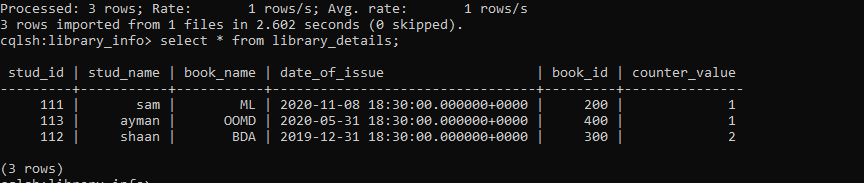 Processed: 3 rows; Rate:       1 rows/s; Avg. rate:       1 rows/s
3 rows imported from 1 files in 2.602 seconds (0 skipped).
cqlsh:library_info> select * from library_details;
 stud_id | stud_name | book_name | date_of_issue                   | book_id | counter_value
---------+-----------+-----------+---------------------------------+---------+---------------
     111 |       sam |        ML | 2020-11-08 18:30:00.000000+0000 |     200 |             1
     113 |     ayman |      OOMD | 2020-05-31 18:30:00.000000+0000 |     400 |             1
     112 |     shaan |       BDA | 2019-12-31 18:30:00.000000+0000 |     300 |             2
(3 rows)
cqlsh:library_info>